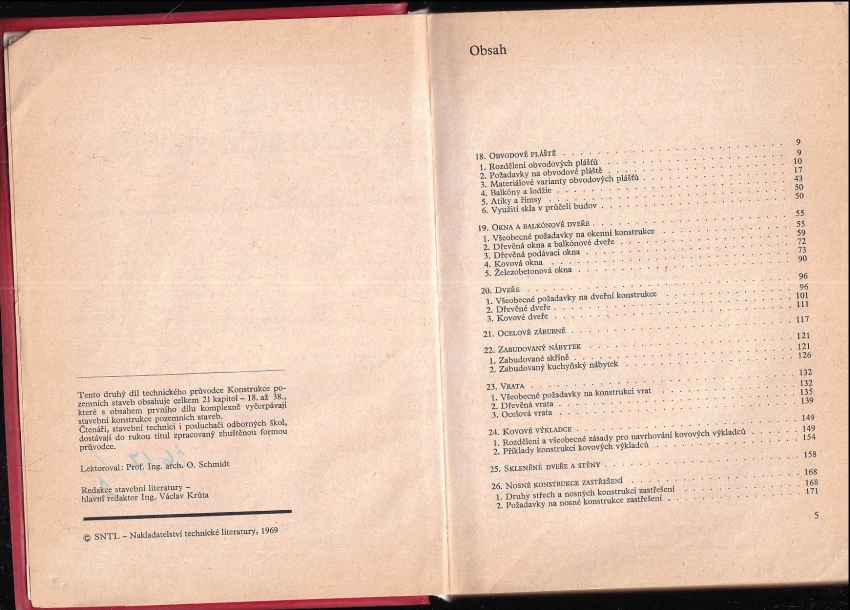 Tento druhý díl technického průvodce Konstrukce po-
zemních staveb obsahuje celkem 21 kapitol – 18. až 38.,
které s obsahem prvního dílu komplexně vyčerpávají
stavební konstrukce pozemních staveb.
Čtenáři, stavební technici i posluchači odborných škol,
dostávají do rukou titul zpracovaný zhuštěnou formou
průvodce.
Lektoroval: Prof. Ing. arch. O. Schmidt
Redakce stavební literatury –
hlavní redaktor Ing. Václav Krůta
© SNTL – Nakladatelství technické literatury, 1969
Obsah
18. OBVODOVÉ PLÁŠTĚ 9
1. Rozdělení obvodových plášťů 9
2. Požadavky na obvodové pláště 10
3. Materiálové varianty obvodových plášťů 17
4. Balkóny a lodžie 43
5. Atiky a římsy 50
6. Využití skla v průčelí budov 50
19. OKNA A BALKÓNOVÉ DVEŘE 55
1. Všeobecné požadavky na okenní konstrukce 55
2. Dřevěná okna a balkónové dveře 59
3. Dřevěná podávací okna 72
4. Kovová okna 73
5. Železobetonová okna 90
20. DVEŘE 96
1. Všeobecné požadavky na dveřní konstrukce 96
2. Dřevěné dveře 101
3. Kovové dveře 111
21. OCELOVÉ ZÁRUBNĚ 117
22. ZABUDOVANÝ NÁBYTEK 121
1. Zabudované skříně 121
2. Zabudovaný kuchyňský nábytek 126
23. VRATA 132
1. Všeobecné požadavky na konstrukci vrat 132
2. Dřevěná vrata 135
3. Ocelová vrata 139
24. KOVOVÉ VÝKLADCE 149
1. Rozdělení a všeobecné zásady pro navrhování kovových výkladců 149
2. Příklady konstrukcí kovových výkladců 154
25. SKLENĚNÉ DVEŘE A STĚNY 158
26. NOSNÉ KONSTRUKCE ZASTŘEŠENÍ 168
1. Druhy střech a nosných konstrukcí zastřešení 168
2. Požadavky na nosné konstrukce zastřešení 171
5